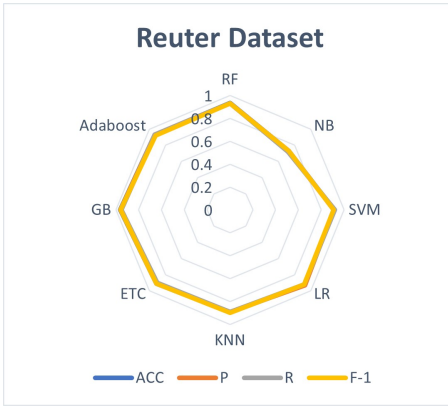 Reuter Dataset
RF
NB
SVM
LR
KNN
ETC
GB
Adaboost
1
0.8
0.6
0.4
0.2
0
ACC P R F-1